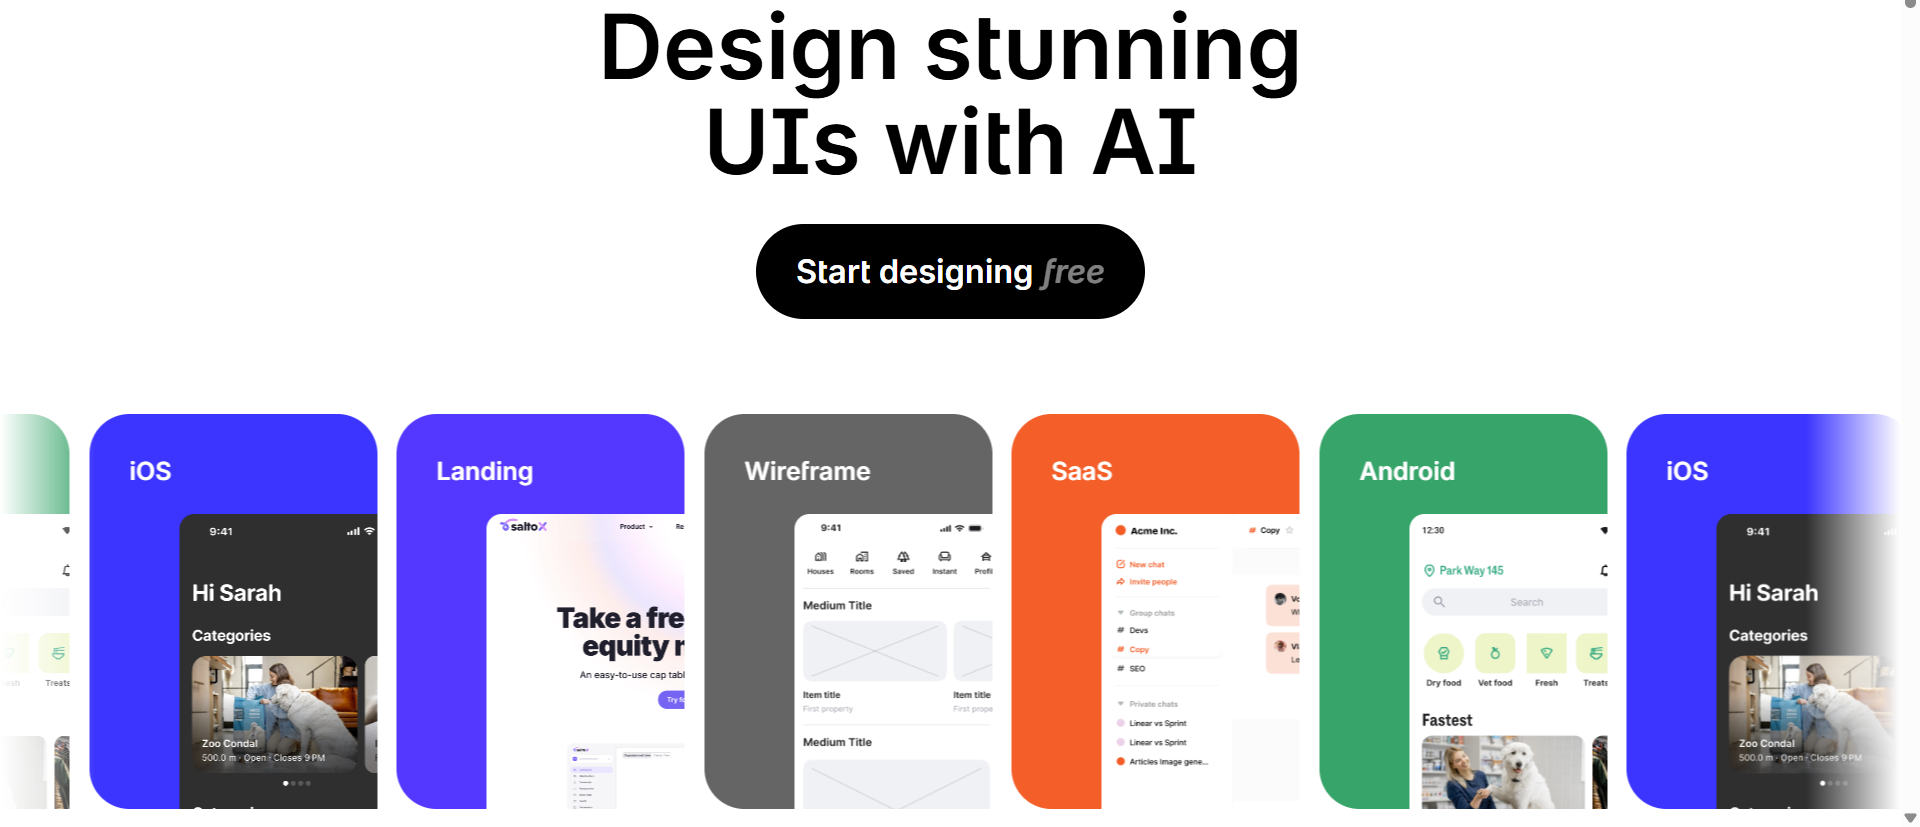 Design stunning
UIs with AI
Start designing free
Treats
iOS
9:41
Hi Sarah
Categories
Zoo Condal
500.0 m · Open · Closes 9 PM
Landing
saltoX
Product
Re
Take a fre
equity r
An easy-to-use cap tabl
Try fo
Wireframe
9:41
Houses
Rooms
Saved
Instant
Profil
Medium Title
Item title
Item title
First property
First prope
Medium Title
SaaS
Acme Inc.
# Copy
New chat
Invite people
Group chats
# Devs
# Copy
# SEO
Private chats
Linear vs Sprint
Linear vs Sprint
Articles Image gene...
Android
12:30
Park Way 145
Search
Dry food
Vet food
Fresh
Treats
Fastest
iOS
9:41
Hi Sarah
Categories
Zoo Condal
500.0 m · Open · Closes 9 PM